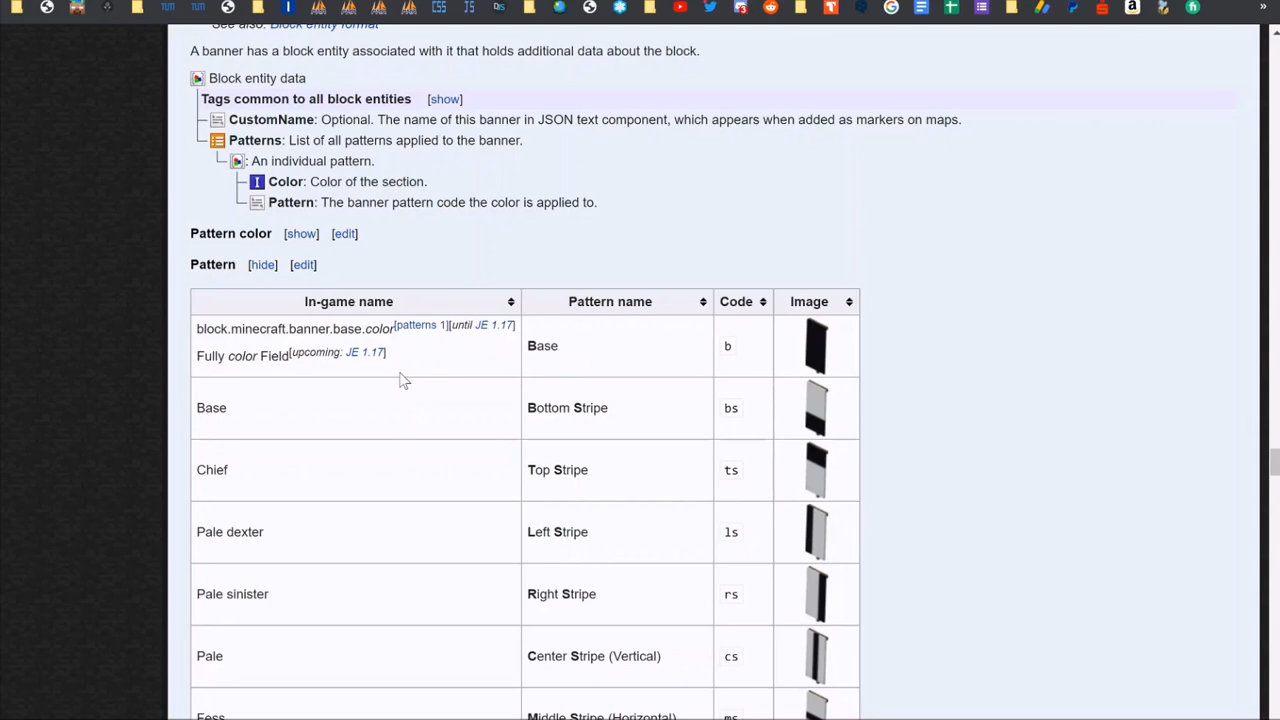 See also: Block entity format
A banner has a block entity associated with it that holds additional data about the block.
Block entity data
Tags common to all block entities [show]
CustomName: Optional. The name of this banner in JSON text component, which appears when added as markers on maps.
Patterns: List of all patterns applied to the banner.
: An individual pattern.
Color: Color of the section.
Pattern: The banner pattern code the color is applied to.
Pattern color [show] [edit]
Pattern [hide] [edit]
In-game name Pattern name Code Image
block.minecraft.banner.base.color[patterns 1][until JE 1.17]
Fully color Field[upcoming: JE 1.17]
Base b
Base Bottom Stripe bs
Chief Top Stripe ts
Pale dexter Left Stripe ls
Pale sinister Right Stripe rs
Pale Center Stripe (Vertical) cs
Fess Middle Stripe (Horizontal) ms